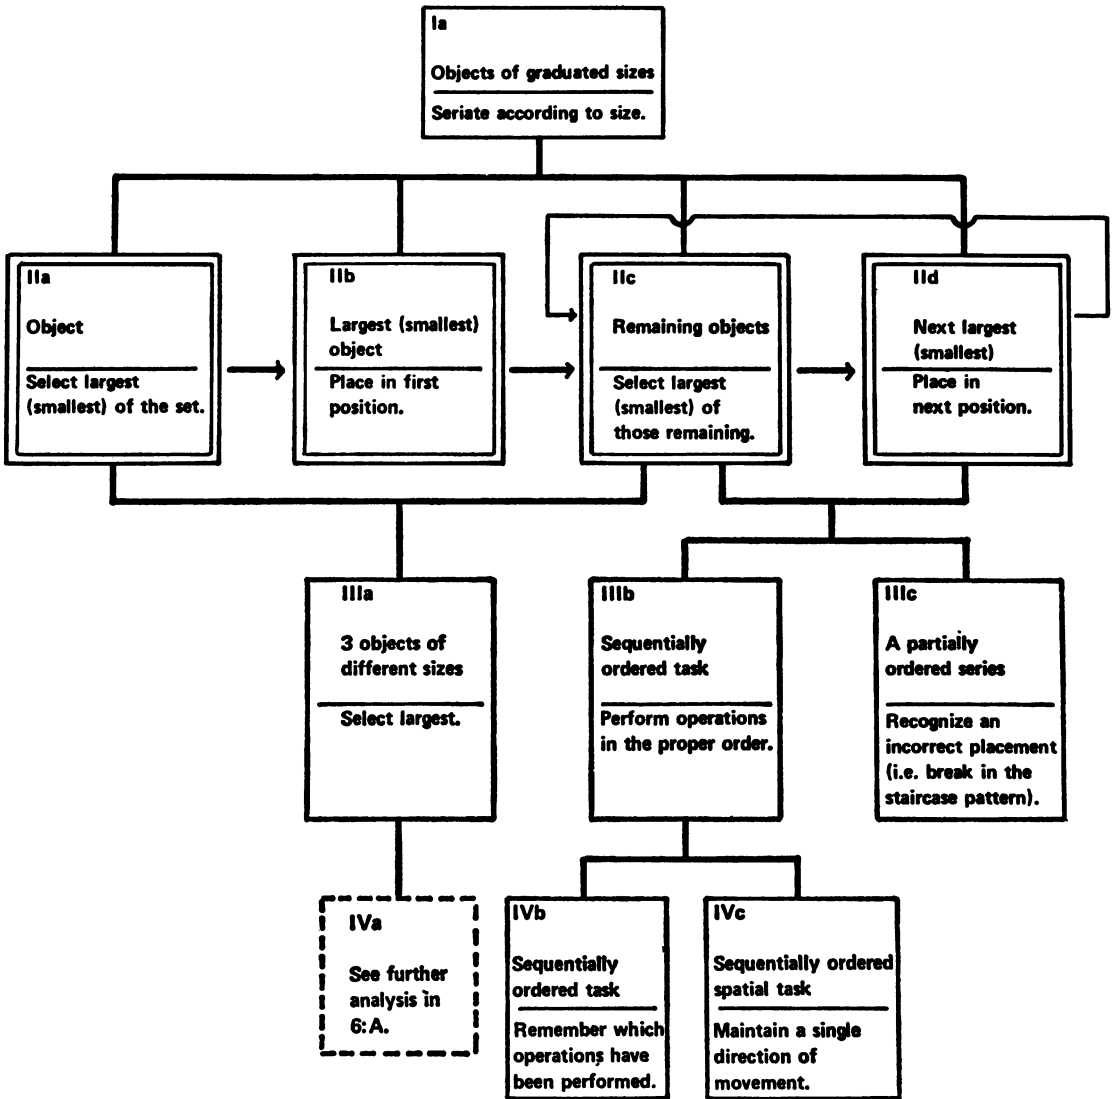 Ia
Objects of graduated sizes
Seriate according to size.
IIa
Object
Select largest
(smallest) of the set.
IIb
Largest (smallest)
object
Place in first
position.
IIc
Remaining objects
Select largest
(smallest) of
those remaining.
IId
Next largest
(smallest)
Place in
next position.
IIIa
3 objects of
different sizes
Select largest.
IIIb
Sequentially
ordered task
Perform operations
in the proper order.
IIIc
A partially
ordered series
Recognize an
incorrect placement
(i.e. break in the
staircase pattern).
IVa
See further
analysis in
6:A.
IVb
Sequentially
ordered task
Remember which
operations have
been performed.
IVc
Sequentially ordered
spatial task
Maintain a single
direction of
movement.